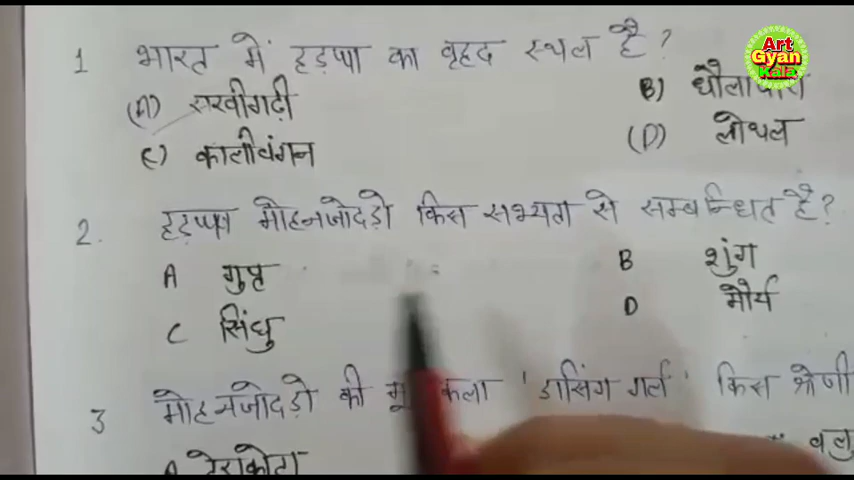 Art Gyan Kala
1 भारत में हड़प्पा का वृहद स्थल है?
(A) राखीगढ़ी B) धौलावीरा
C) कालीवंगन (D) लोथल
2. हड़प्पा मोहनजोदड़ो किस सभ्यता से सम्बन्धित है?
A गुप्त B शुंग
C सिंधु D मौर्य
3 मोहनजोदड़ो की कला 'डासिंग गर्ल' किस श्रेणी
A टेराकोटा